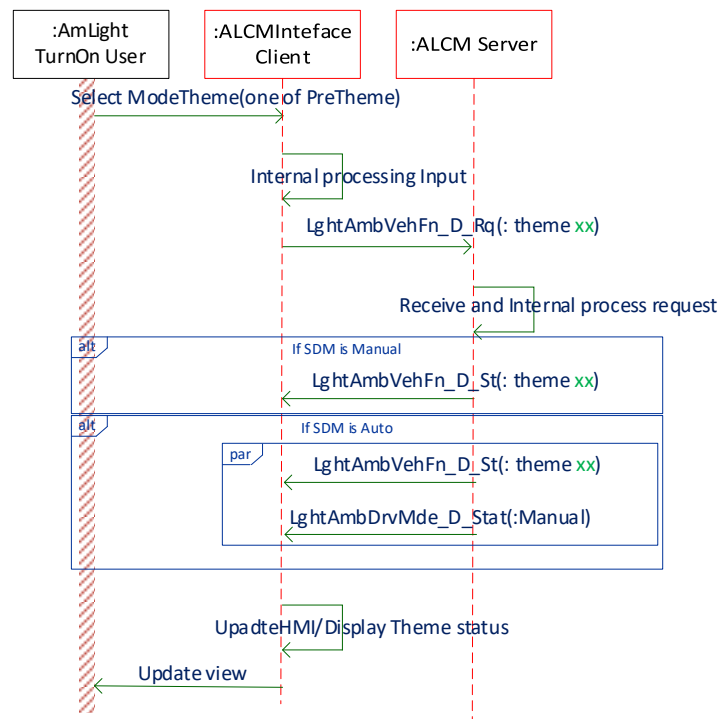 :AmLight
TurnOn User
:ALCMInteface
Client
:ALCM Server
Select ModeTheme(one of PreTheme)
Internal processing Input
LghtAmbVehFn_D_Rq(: theme xx)
Receive and Internal process request
alt
If SDM is Manual
LghtAmbVehFn_D_St(: theme xx)
alt
If SDM is Auto
par
LghtAmbVehFn_D_St(: theme xx)
LghtAmbDrvMde_D_Stat(:Manual)
UpadteHMI/Display Theme status
Update view